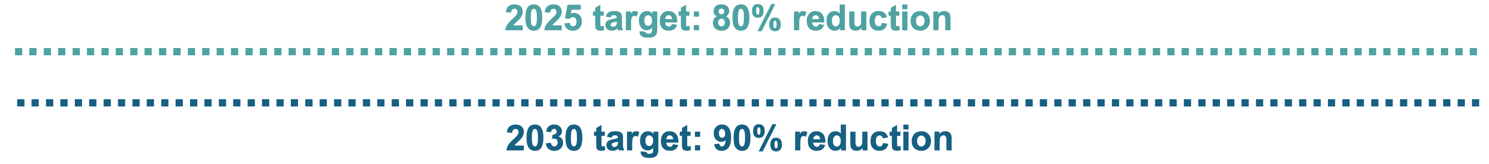 2025 target: 80% reduction
2030 target: 90% reduction